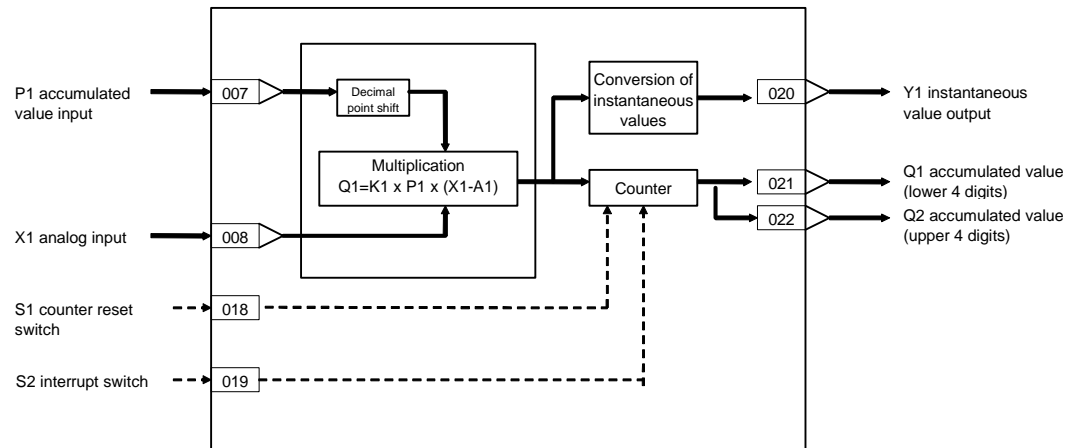 P1 accumulated
value input
007
Decimal
point shift
Conversion of
instantaneous
values
020
Y1 instantaneous
value output
Multiplication
Q1=K1 x P1 x (X1-A1)
Counter
021
Q1 accumulated value
(lower 4 digits)
022
Q2 accumulated value
(upper 4 digits)
X1 analog input
008
S1 counter reset
switch
018
S2 interrupt switch
019